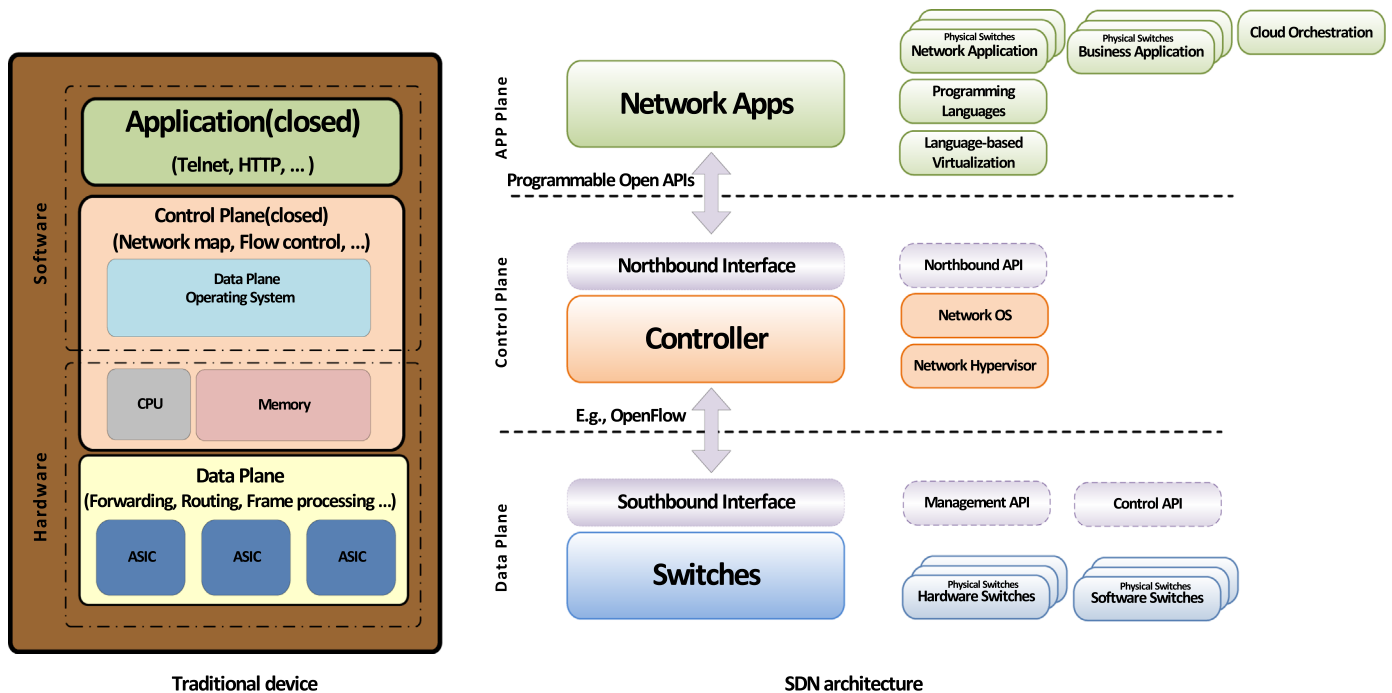 Software
Hardware
Application(closed)
(Telnet, HTTP, ... )
Control Plane(closed)
(Network map, Flow control, ...)
Data Plane
Operating System
CPU
Memory
Data Plane
(Forwarding, Routing, Frame processing ...)
ASIC
ASIC
ASIC
Traditional device
APP Plane
Network Apps
Physical Switches
Network Application
Physical Switches
Business Application
Cloud Orchestration
Programming
Languages
Language-based
Virtualization
Programmable Open APIs
Control Plane
Northbound Interface
Controller
Northbound API
Network OS
Network Hypervisor
E.g., OpenFlow
Data Plane
Southbound Interface
Switches
Management API
Control API
Physical Switches
Hardware Switches
Physical Switches
Software Switches
SDN architecture